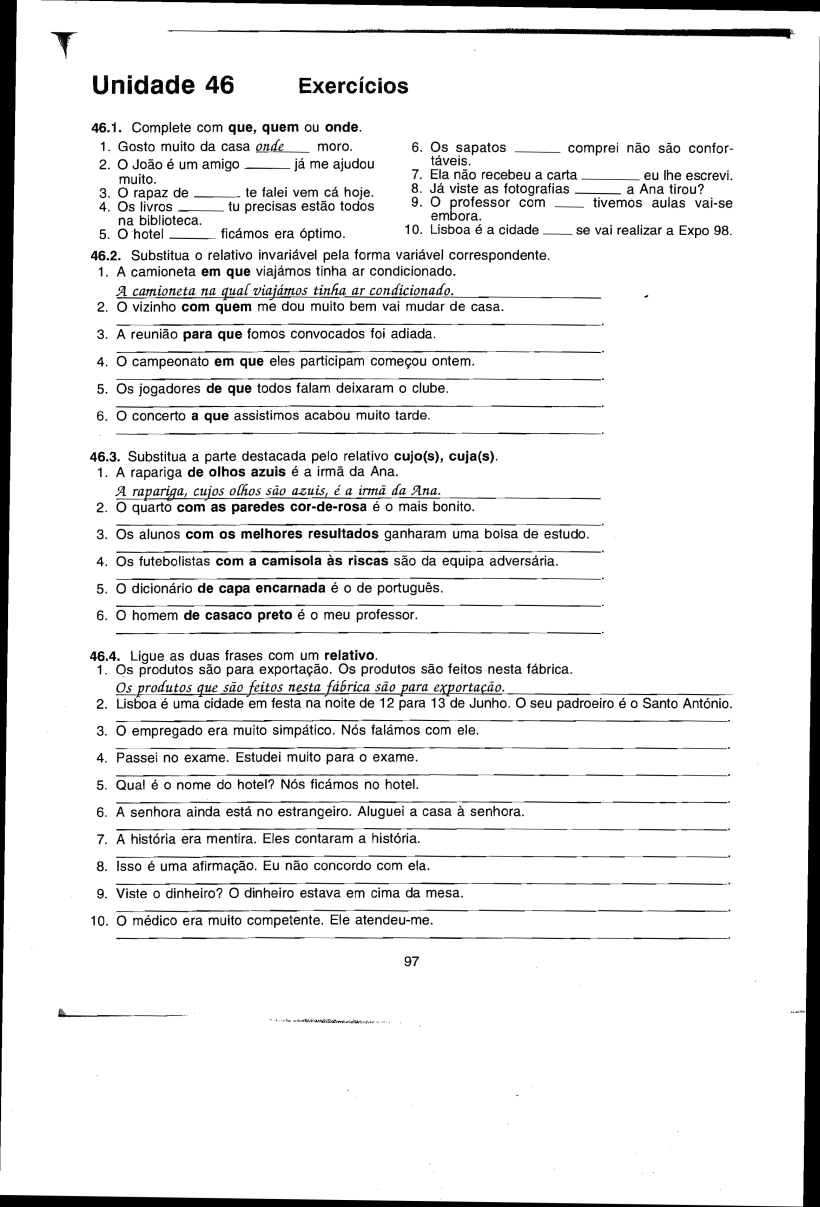 Unidade 46 Exercícios
46.1. Complete com que, quem ou onde.
1. Gosto muito da casa onde____ moro.
2. O João é um amigo ______ já me ajudou
muito.
3. O rapaz de ______ te falei vem cá hoje.
4. Os livros ______ tu precisas estão todos
na biblioteca.
5. O hotel ______ ficámos era óptimo.
6. Os sapatos ______ comprei não são confor-
táveis.
7. Ela não recebeu a carta ________ eu lhe escrevi.
8. Já viste as fotografias ______ a Ana tirou?
9. O professor com ____ tivemos aulas vai-se
embora.
10. Lisboa é a cidade ____ se vai realizar a Expo 98.
46.2. Substitua o relativo invariável pela forma variável correspondente.
1. A camioneta em que viajámos tinha ar condicionado.
A camioneta na qual viajámos tinha ar condicionado.
2. O vizinho com quem me dou muito bem vai mudar de casa.
3. A reunião para que fomos convocados foi adiada.
4. O campeonato em que eles participam começou ontem.
5. Os jogadores de que todos falam deixaram o clube.
6. O concerto a que assistimos acabou muito tarde.
46.3. Substitua a parte destacada pelo relativo cujo(s), cuja(s).
1. A rapariga de olhos azuis é a irmã da Ana.
A rapariga, cujos olhos são azuis, é a irmã da Ana.
2. O quarto com as paredes cor-de-rosa é o mais bonito.
3. Os alunos com os melhores resultados ganharam uma bolsa de estudo.
4. Os futebolistas com a camisola às riscas são da equipa adversária.
5. O dicionário de capa encarnada é o de português.
6. O homem de casaco preto é o meu professor.
46.4. Ligue as duas frases com um relativo.
1. Os produtos são para exportação. Os produtos são feitos nesta fábrica.
Os produtos que são feitos nesta fábrica são para exportação.
2. Lisboa é uma cidade em festa na noite de 12 para 13 de Junho. O seu padroeiro é o Santo António.
3. O empregado era muito simpático. Nós falámos com ele.
4. Passei no exame. Estudei muito para o exame.
5. Qual é o nome do hotel? Nós ficámos no hotel.
6. A senhora ainda está no estrangeiro. Aluguei a casa à senhora.
7. A história era mentira. Eles contaram a história.
8. Isso é uma afirmação. Eu não concordo com ela.
9. Viste o dinheiro? O dinheiro estava em cima da mesa.
10. O médico era muito competente. Ele atendeu-me.
97